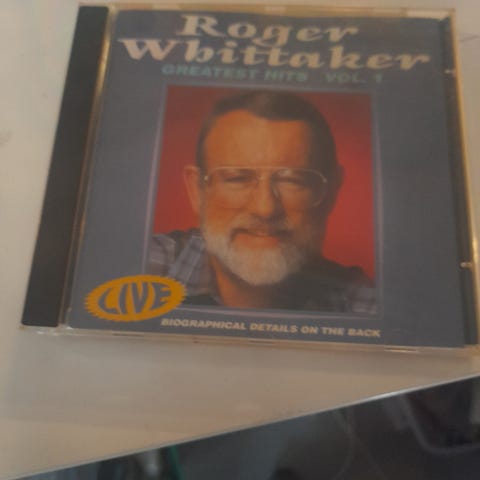 Roger
Whittaker
GREATEST HITS VOL. 1
LIVE
BIOGRAPHICAL DETAILS ON THE BACK